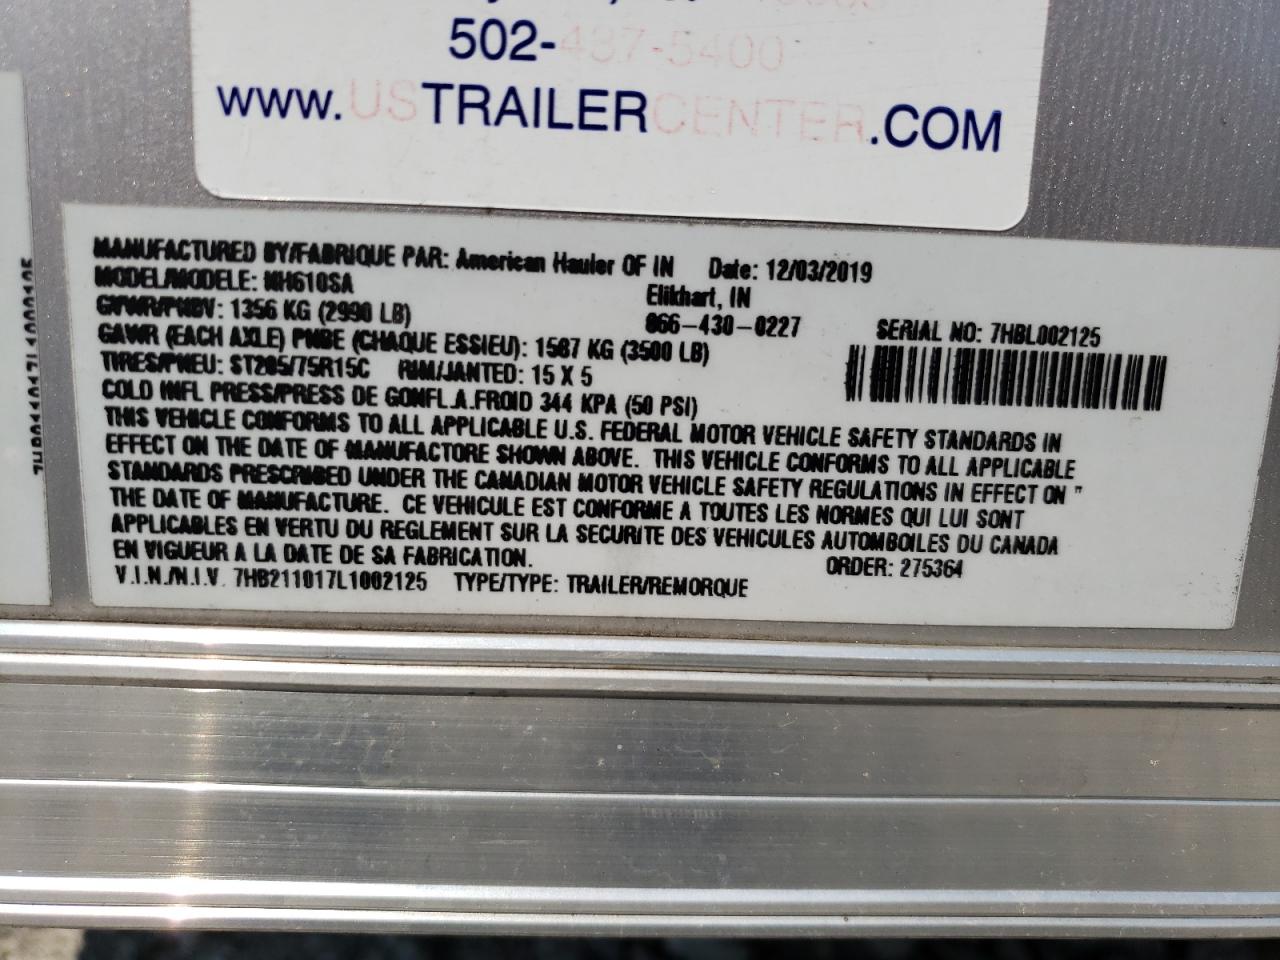 502-437-5400
WWW.USTRAILERCENTER.COM
MANUFACTURED BY/FABRIQUE PAR: American Hauler OF IN Date: 12/03/2019
MODEL/MODELE: MH610SA Elikhart, IN
GVWR/PNBV: 1356 KG (2990 LB) 866-430-0227
GAWR (EACH AXLE) PNBE (CHAQUE ESSIEU): 1587 KG (3500 LB) SERIAL NO: 7HBL002125
TIRES/PNEU: ST205/75R15C RIM/JANTED: 15 X 5
COLD INFL PRESS/PRESS DE GONFL.A.FROID 344 KPA (50 PSI)
THIS VEHICLE CONFORMS TO ALL APPLICABLE U.S. FEDERAL MOTOR VEHICLE SAFETY STANDARDS IN
EFFECT ON THE DATE OF MANUFACTORE SHOWN ABOVE. THIS VEHICLE CONFORMS TO ALL APPLICABLE
STANDARDS PRESCRIBED UNDER THE CANADIAN MOTOR VEHICLE SAFETY REGULATIONS IN EFFECT ON "
THE DATE OF MANUFACTURE. CE VEHICULE EST CONFORME A TOUTES LES NORMES QUI LUI SONT
APPLICABLES EN VERTU DU REGLEMENT SUR LA SECURITE DES VEHICULES AUTOMBOILES DU CANADA
EN VIGUEUR A LA DATE DE SA FABRICATION. ORDER: 275364
V.I.N./N.I.V. 7HB211017L1002125 TYPE/TYPE: TRAILER/REMORQUE